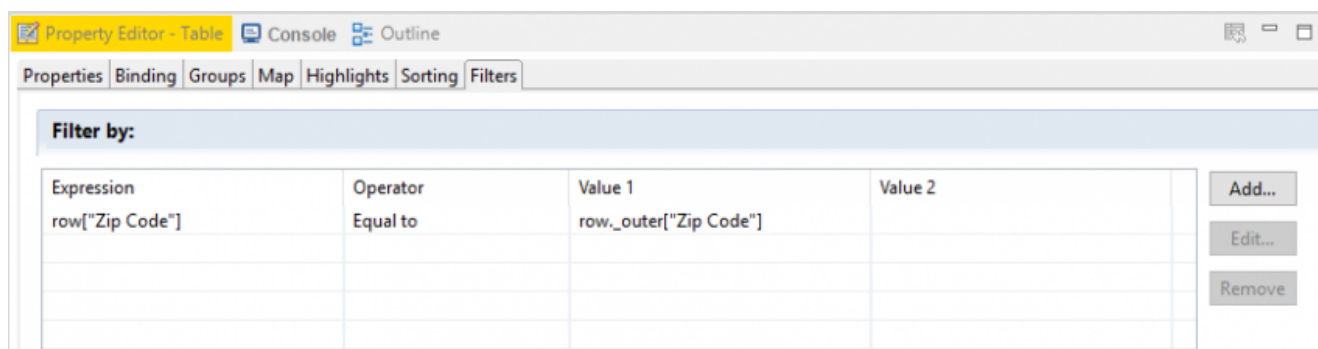 Property Editor - Table Console Outline
Properties Binding Groups Map Highlights Sorting Filters
Filter by:
Expression Operator Value 1 Value 2 Add...
row["Zip Code"] Equal to row._outer["Zip Code"]
Edit...
Remove